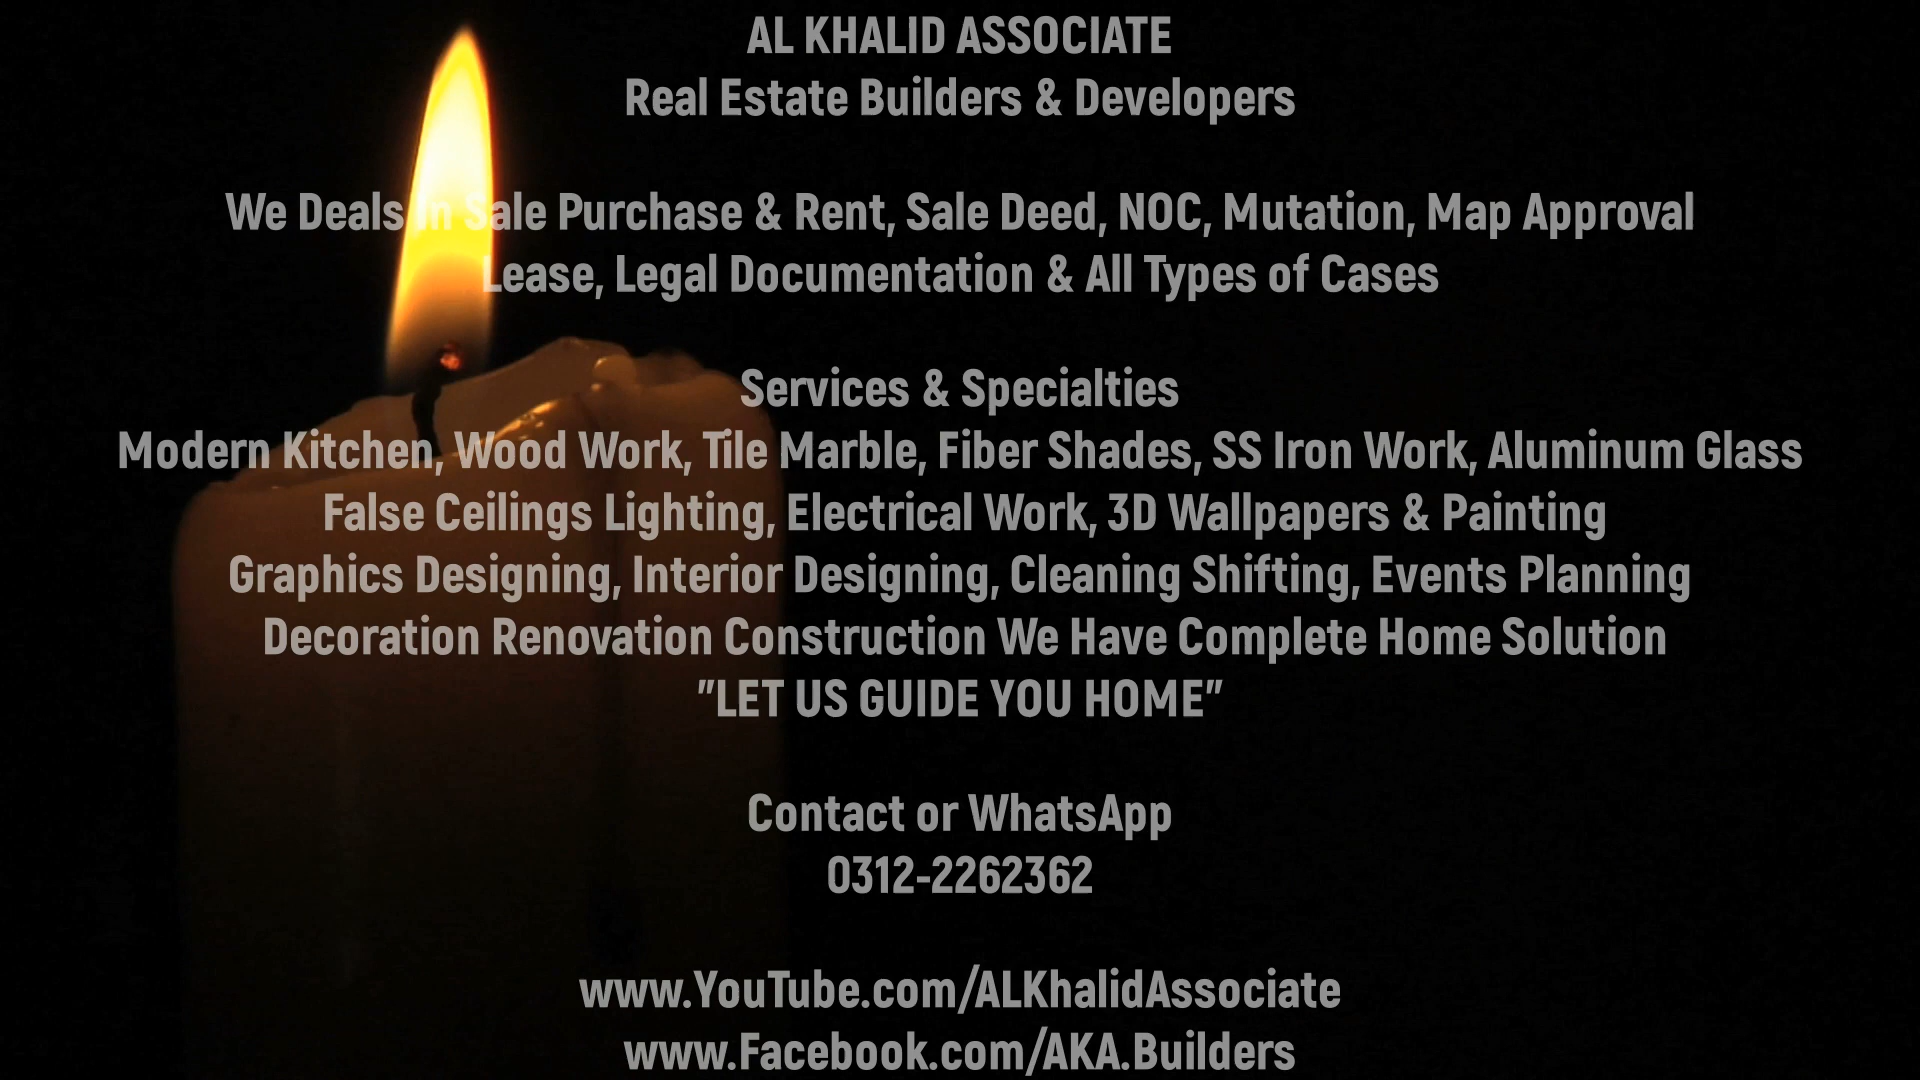 AL KHALID ASSOCIATE
Real Estate Builders & Developers
We Deals In Sale Purchase & Rent, Sale Deed, NOC, Mutation, Map Approval
Lease, Legal Documentation & All Types of Cases
Services & Specialties
Modern Kitchen, Wood Work, Tile Marble, Fiber Shades, SS Iron Work, Aluminum Glass
False Ceilings Lighting, Electrical Work, 3D Wallpapers & Painting
Graphics Designing, Interior Designing, Cleaning Shifting, Events Planning
Decoration Renovation Construction We Have Complete Home Solution
"LET US GUIDE YOU HOME"
Contact or WhatsApp
0312-2262362
www.YouTube.com/ALKhalidAssociate
www.Facebook.com/AKA.Builders